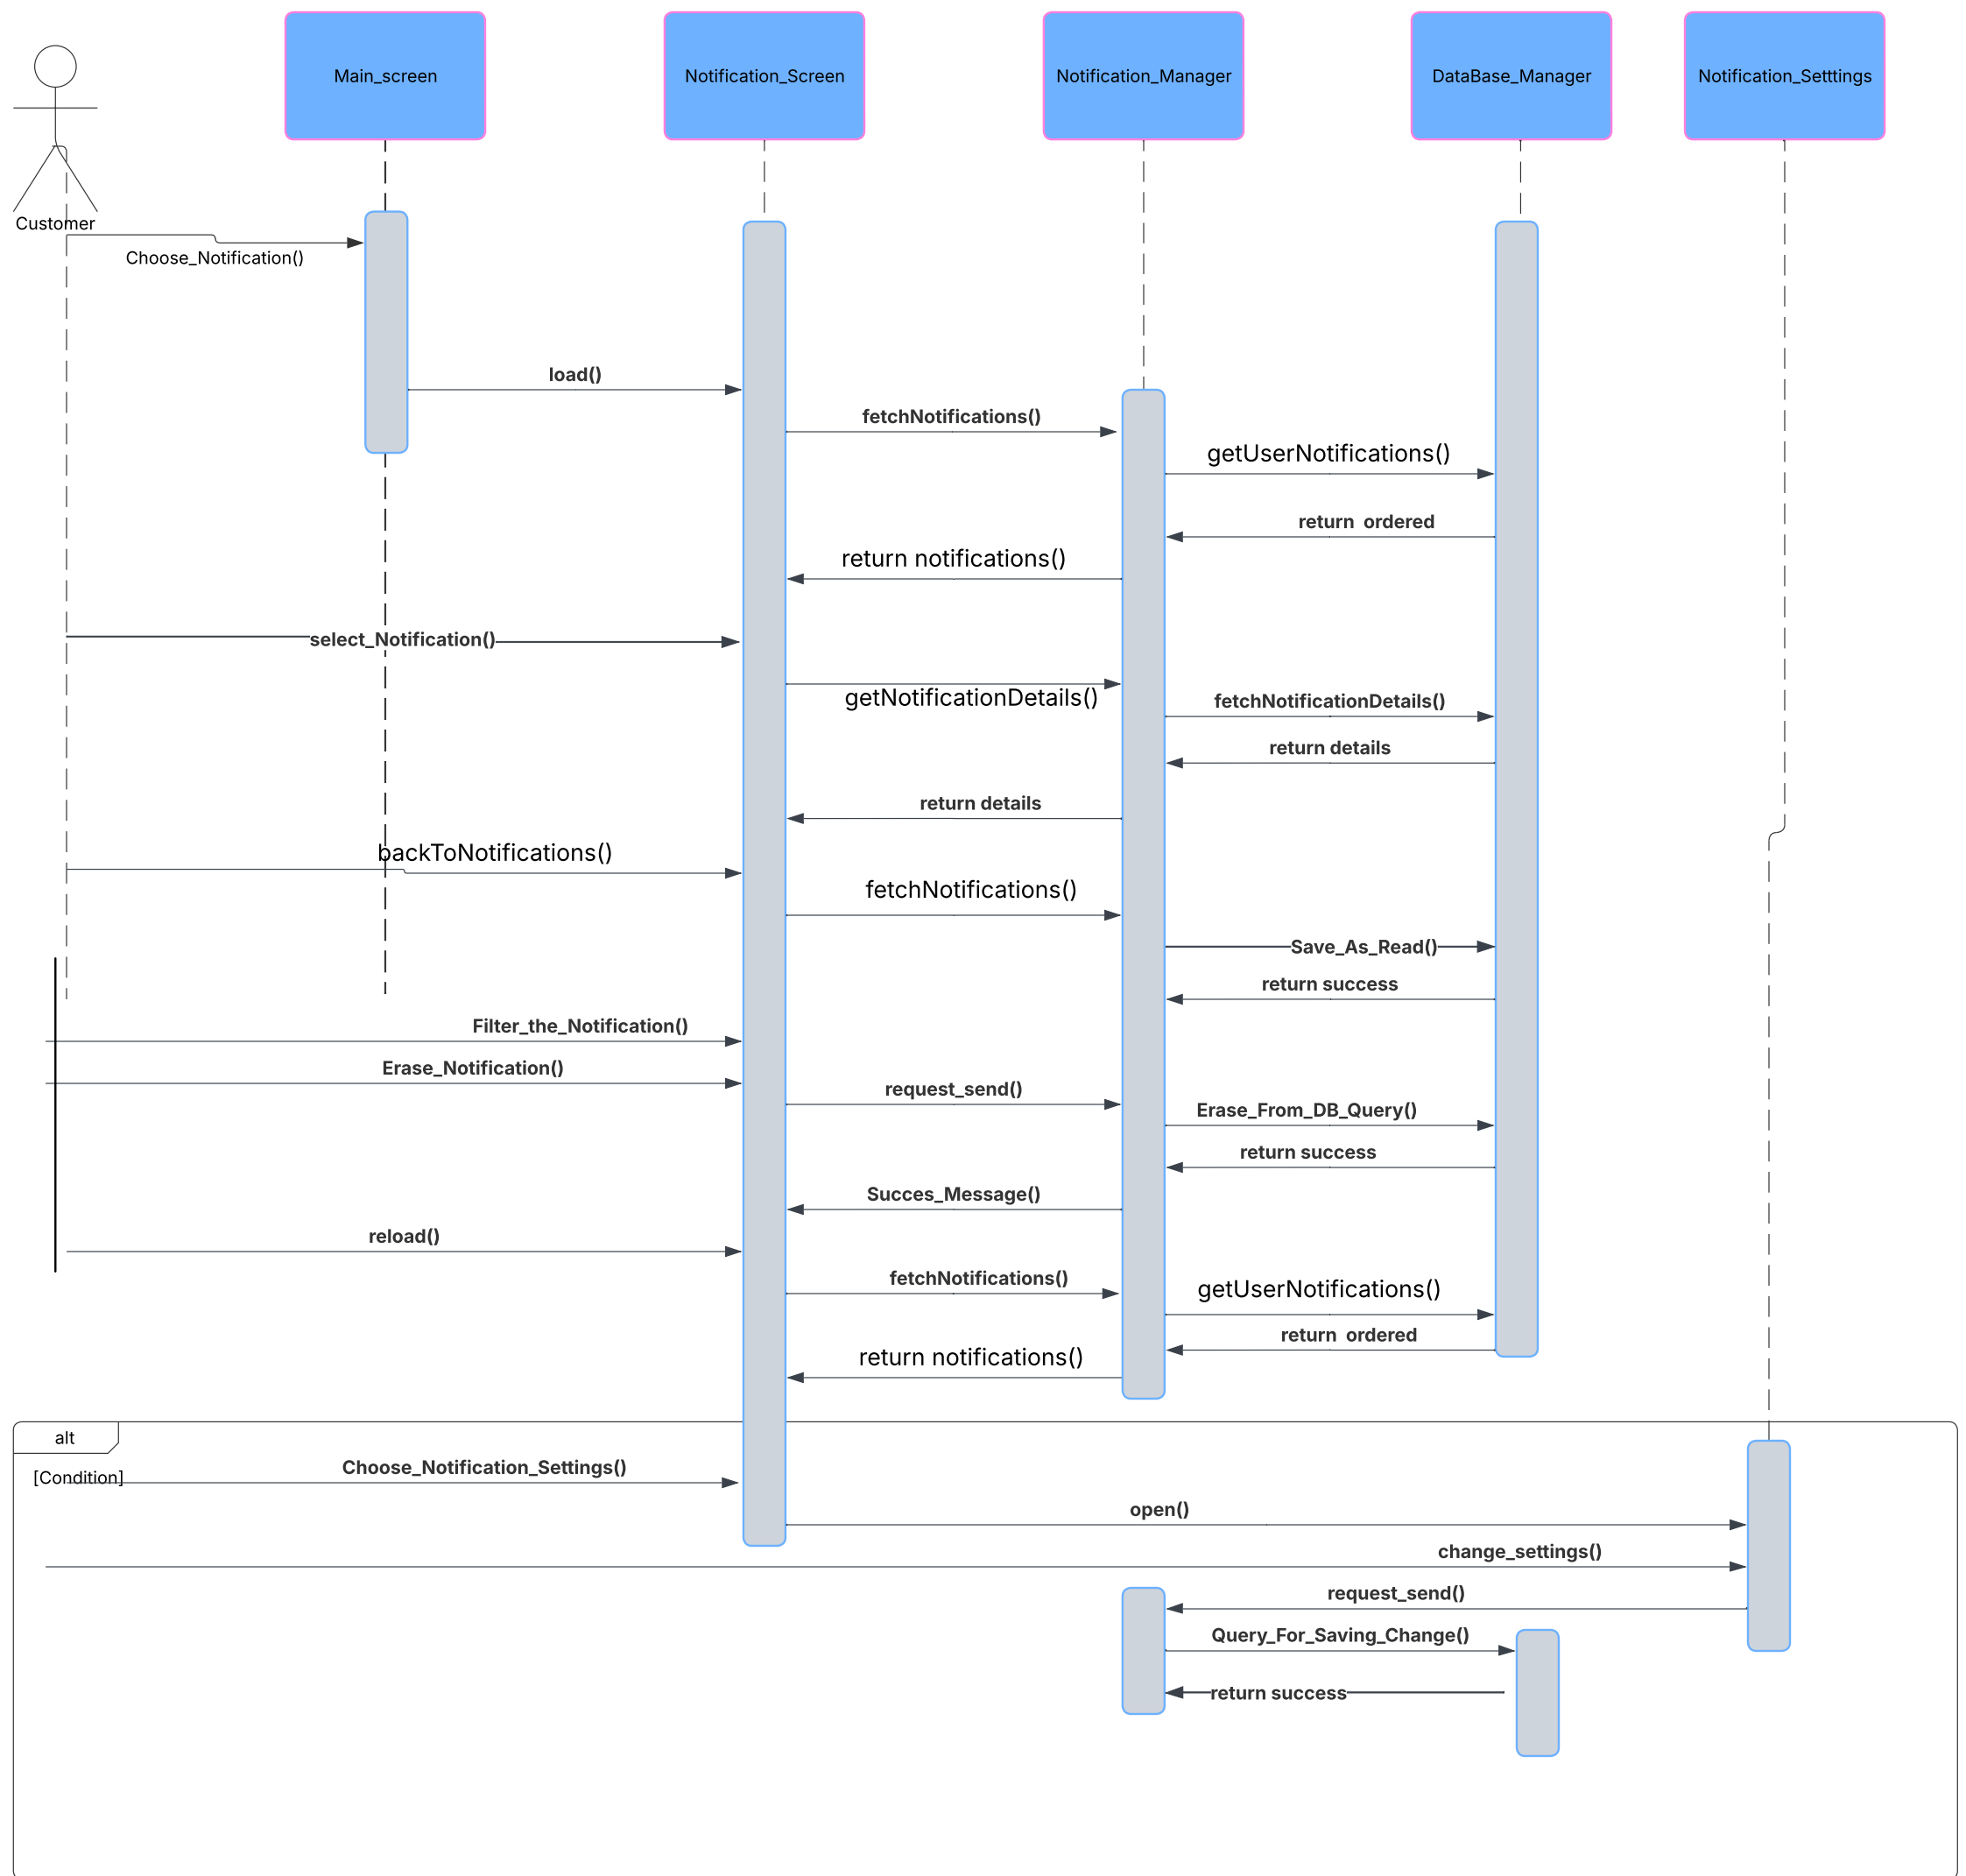 Main_screen
Notification_Screen
Notification_Manager
DataBase_Manager
Notification_Setttings
Customer
Choose_Notification()
load()
fetchNotifications()
getUserNotifications()
return  ordered
return notifications()
select_Notification()
getNotificationDetails()
fetchNotificationDetails()
return details
return details
backToNotifications()
fetchNotifications()
Save_As_Read()
return success
Filter_the_Notification()
Erase_Notification()
request_send()
Erase_From_DB_Query()
return success
Succes_Message()
reload()
fetchNotifications()
getUserNotifications()
return  ordered
return notifications()
alt
[Condition]
Choose_Notification_Settings()
open()
change_settings()
request_send()
Query_For_Saving_Change()
return success